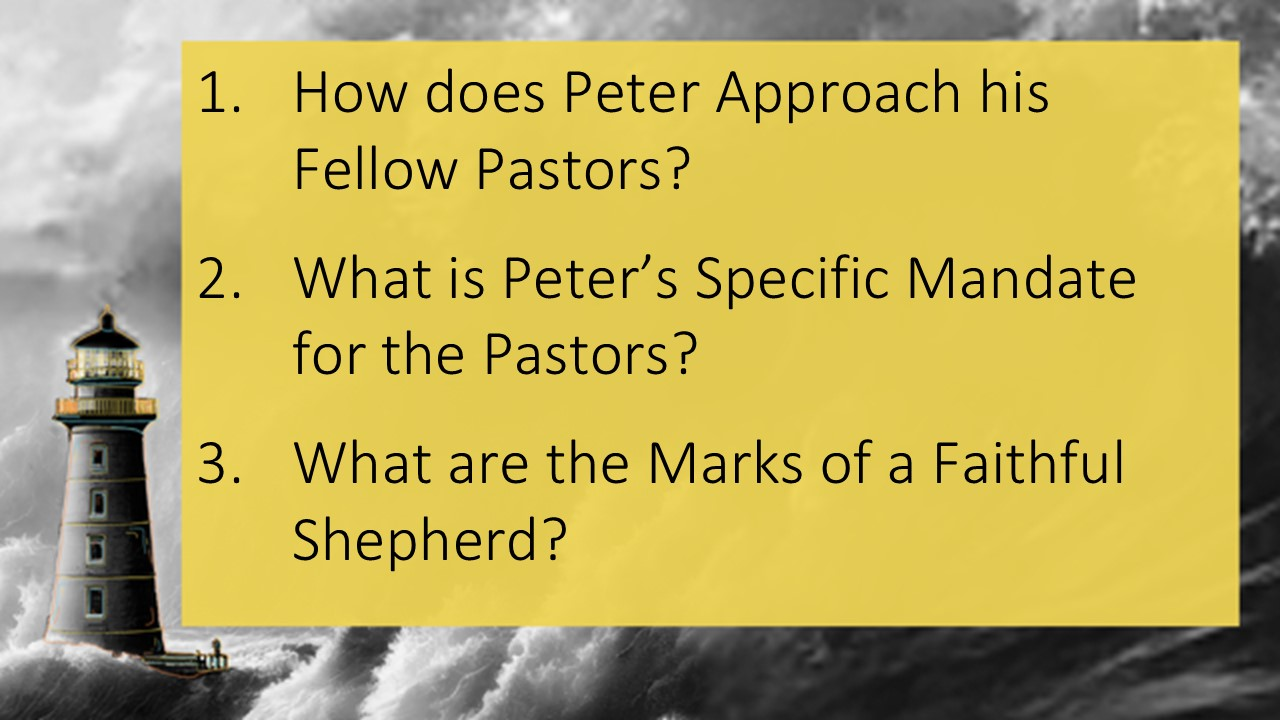 1. How does Peter Approach his
Fellow Pastors?
2. What is Peter’s Specific Mandate
for the Pastors?
3. What are the Marks of a Faithful
Shepherd?